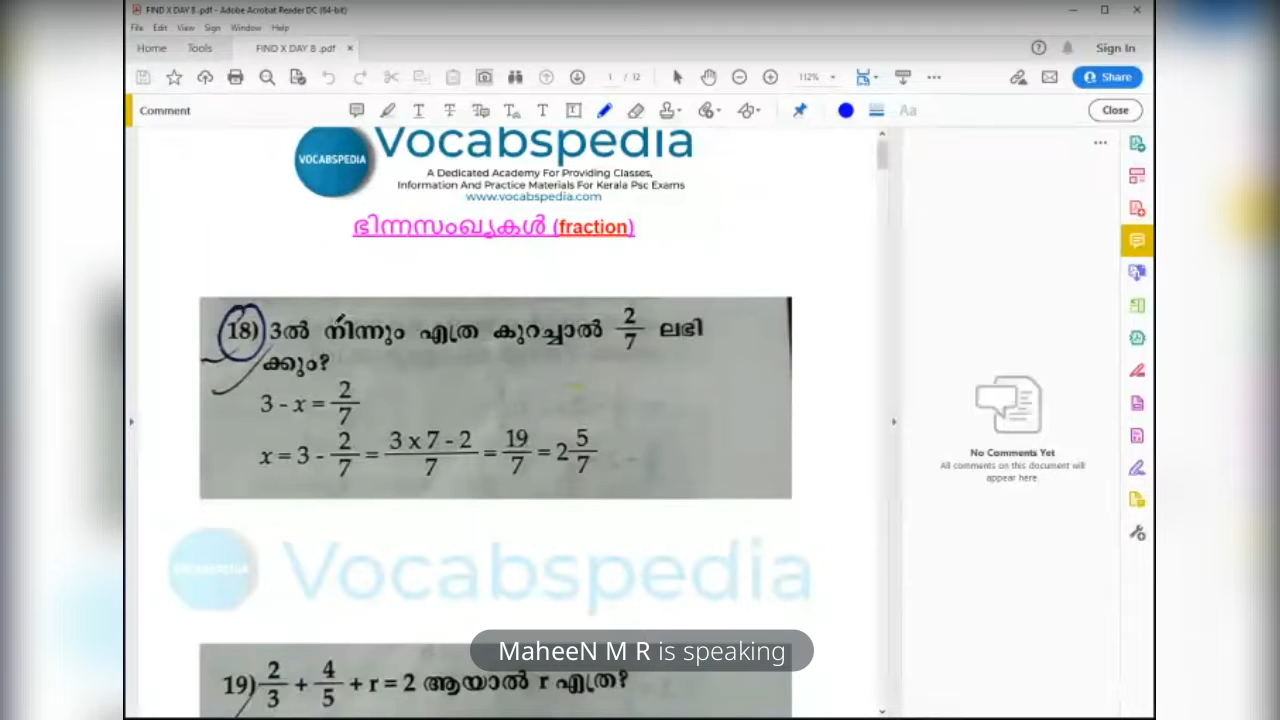 FIND X DAY 8 .pdf - Adobe Acrobat Reader DC (64-bit)
File Edit View Sign Window Help
Home Tools FIND X DAY 8 .pdf × Sign In
1 / 12 112% Share
Comment Aa Close
VOCABSPEDIA Vocabspedia
A Dedicated Academy For Providing Classes,
Information And Practice Materials For Kerala Psc Exams
www.vocabspedia.com
ഭിന്നസംഖ്യകൾ (fraction)
18) 3ൽ നിന്നും എത്ര കുറച്ചാൽ 2/7 ലഭി
ക്കും?
3 - x = 2/7
x = 3 - 2/7 = (3 x 7 - 2)/7 = 19/7 = 2 5/7
No Comments Yet
All comments on this document will
appear here.
VOCABSPEDIA Vocabspedia
MaheeN M R is speaking
19) 2/3 + 4/5 + r = 2 ആയാൽ r എത്ര?